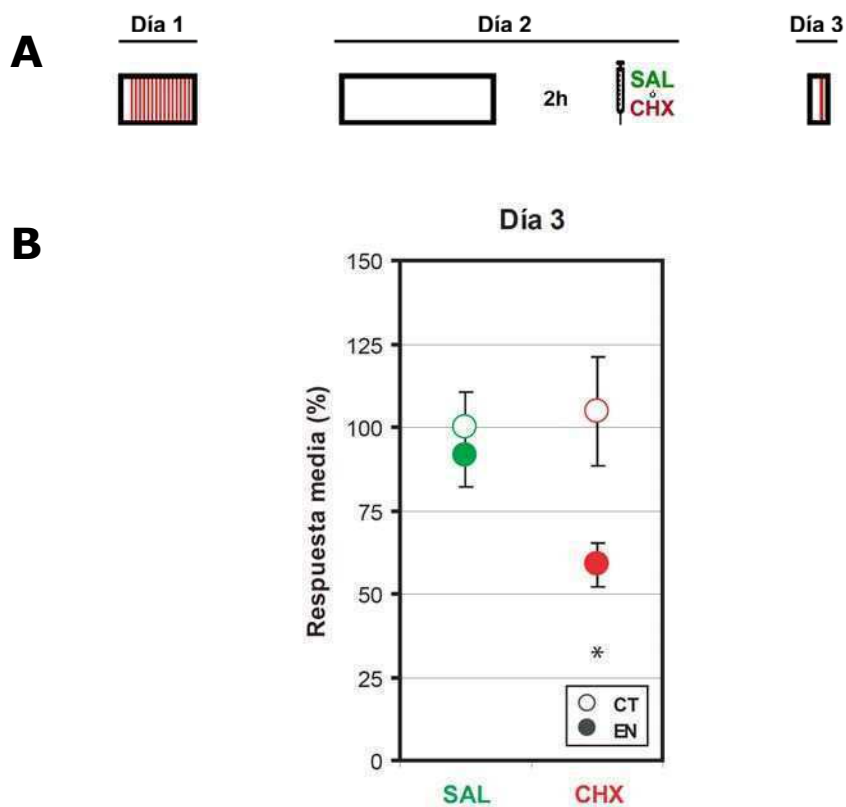 A
Día 1
Día 2
Día 3
2h
SAL
ó
CHX
B
Día 3
Respuesta media (%)
150
125
100
75
50
25
0
*
CT
EN
SAL
CHX